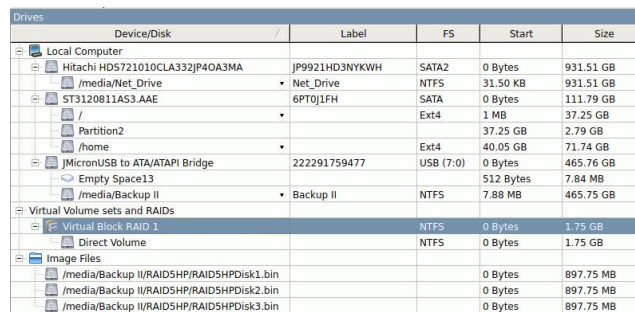 Drives
Device/Disk Label FS Start Size
Local Computer
Hitachi HDS721010CLA332JP4OA3MA JP9921HD3NYKWH SATA2 0 Bytes 931.51 GB
/media/Net_Drive Net_Drive NTFS 31.50 KB 931.51 GB
ST3120811AS3.AAE 6PT0J1FH SATA 0 Bytes 111.79 GB
/ Ext4 1 MB 37.25 GB
Partition2 37.25 GB 2.79 GB
/home Ext4 40.05 GB 71.74 GB
JMicronUSB to ATA/ATAPI Bridge 222291759477 USB (7:0) 0 Bytes 465.76 GB
Empty Space13 512 Bytes 7.84 MB
/media/Backup II Backup II NTFS 7.88 MB 465.75 GB
Virtual Volume sets and RAIDs
Virtual Block RAID 1 NTFS 0 Bytes 1.75 GB
Direct Volume NTFS 0 Bytes 1.75 GB
Image Files
/media/Backup II/RAID5HP/RAID5HPDisk1.bin 0 Bytes 897.75 MB
/media/Backup II/RAID5HP/RAID5HPDisk2.bin 0 Bytes 897.75 MB
/media/Backup II/RAID5HP/RAID5HPDisk3.bin 0 Bytes 897.75 MB